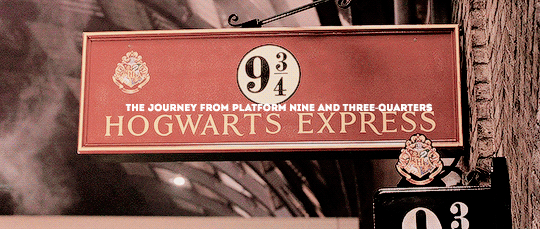 9 3/4
THE JOURNEY FROM PLATFORM NINE AND THREE-QUARTERS
HOGWARTS EXPRESS
9 3